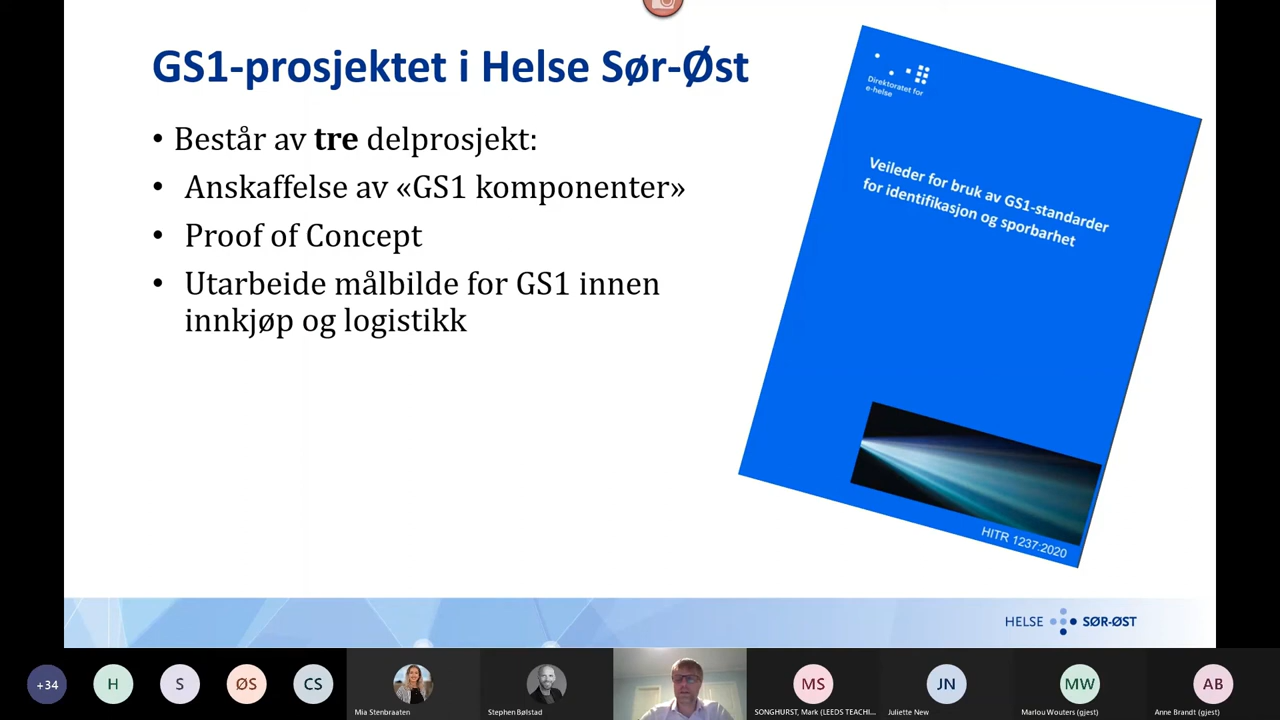 GS1-prosjektet i Helse Sør-Øst
• Består av tre delprosjekt:
• Anskaffelse av «GS1 komponenter»
• Proof of Concept
• Utarbeide målbilde for GS1 innen
innkjøp og logistikk
Direktoratet for
e-helse
Veileder for bruk av GS1-standarder
for identifikasjon og sporbarhet
HITR 1237:2020
HELSE SØR-ØST
+34
H
S
ØS
CS
Mia Stenbraaten
Stephen Bølstad
MS
SONGHURST, Mark (LEEDS TEACHI...
JN
Juliette New
MW
Marlou Wouters (gjest)
AB
Anne Brandt (gjest)